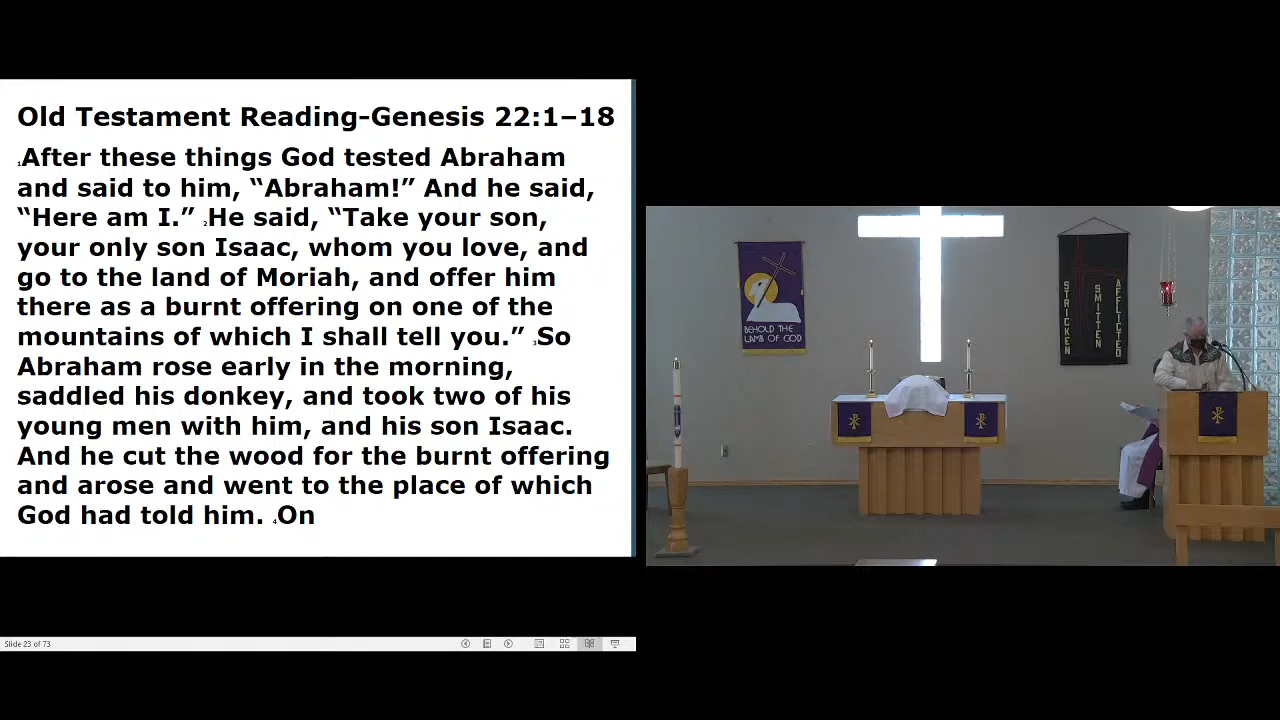 Old Testament Reading-Genesis 22:1–18
1After these things God tested Abraham
and said to him, “Abraham!” And he said,
“Here am I.” 2He said, “Take your son,
your only son Isaac, whom you love, and
go to the land of Moriah, and offer him
there as a burnt offering on one of the
mountains of which I shall tell you.” 3So
Abraham rose early in the morning,
saddled his donkey, and took two of his
young men with him, and his son Isaac.
And he cut the wood for the burnt offering
and arose and went to the place of which
God had told him. 4On
Slide 23 of 73
BEHOLD THE
LAMB OF GOD
STRICKEN
SMITTEN
AFFLICTED